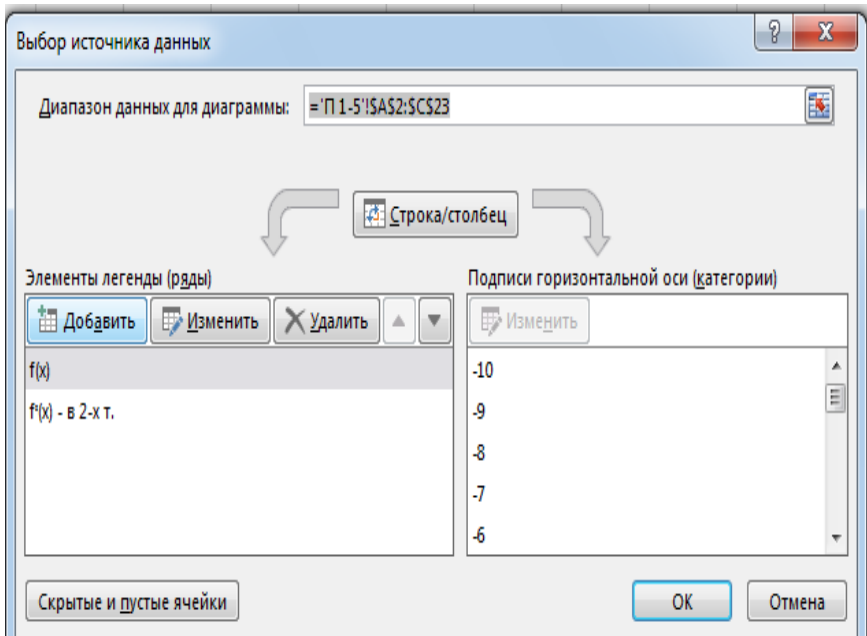 Выбор источника данных
Диапазон данных для диаграммы: ='П 1-5'!$A$2:$C$23
Строка/столбец
Элементы легенды (ряды)
Добавить Изменить Удалить
f(x)
f'(x) - в 2-х т.
Подписи горизонтальной оси (категории)
Изменить
-10
-9
-8
-7
-6
Скрытые и пустые ячейки
ОК Отмена